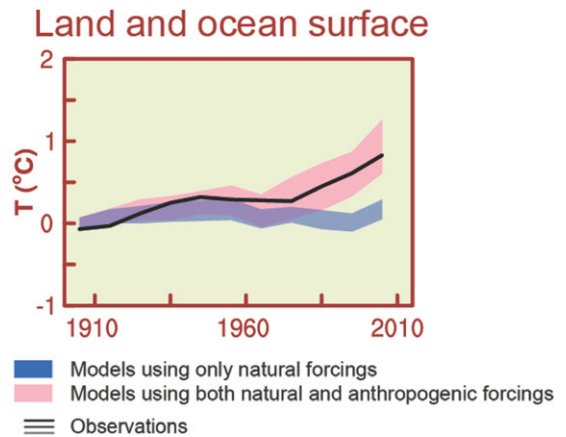 Land and ocean surface
2
1
T (°C)
0
-1
1910 1960 2010
Models using only natural forcings
Models using both natural and anthropogenic forcings
Observations